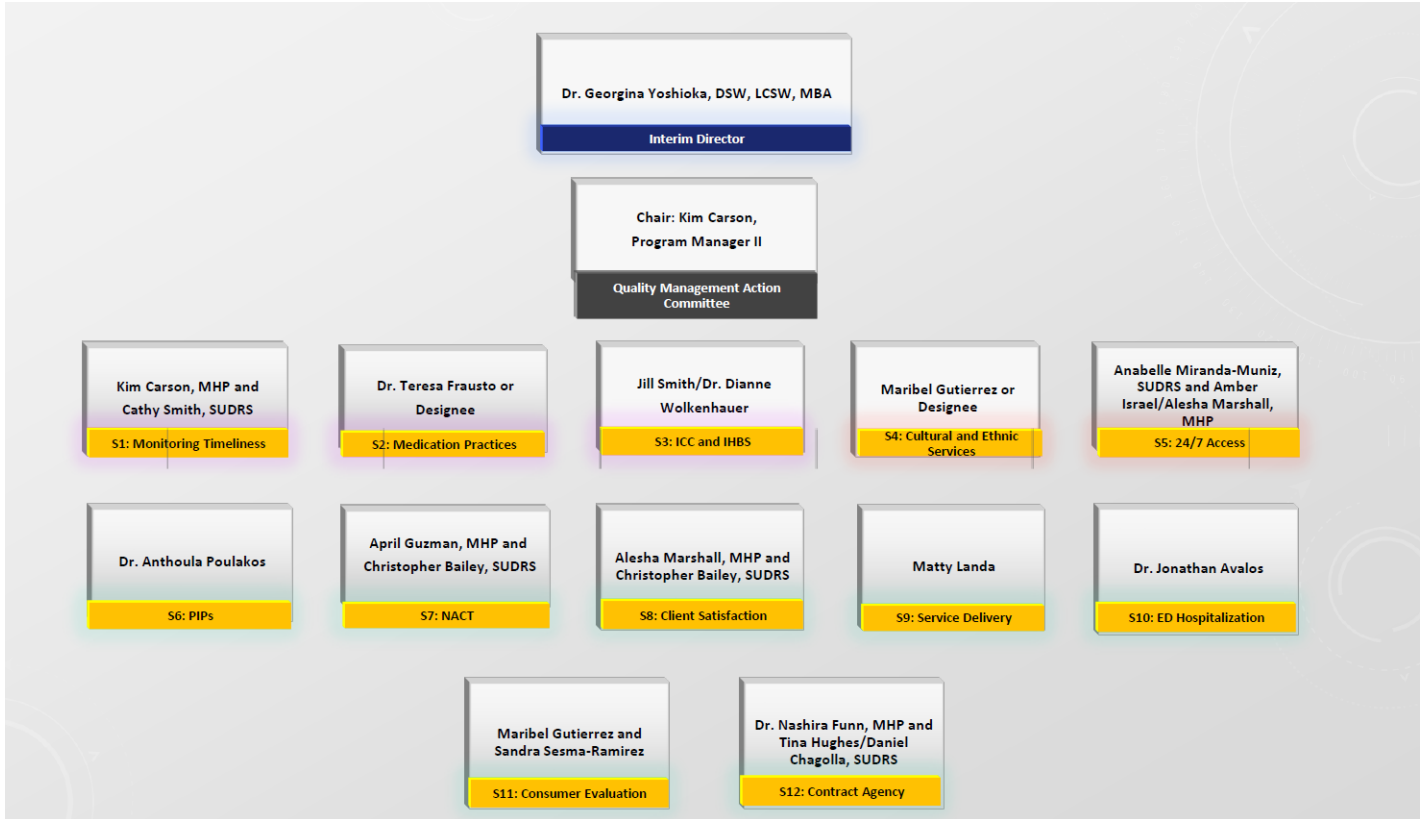 Dr. Georgina Yoshioka, DSW, LCSW, MBA
Interim Director
Chair: Kim Carson,
Program Manager II
Quality Management Action
Committee
Kim Carson, MHP and
Cathy Smith, SUDRS
S1: Monitoring Timeliness
Dr. Teresa Frausto or
Designee
S2: Medication Practices
Jill Smith/Dr. Dianne
Wolkenhauer
S3: ICC and IHBS
Maribel Gutierrez or
Designee
S4: Cultural and Ethnic
Services
Anabelle Miranda-Muniz,
SUDRS and Amber
Israel/Alesha Marshall,
MHP
S5: 24/7 Access
Dr. Anthoula Poulakos
S6: PIPs
April Guzman, MHP and
Christopher Bailey, SUDRS
S7: NACT
Alesha Marshall, MHP and
Christopher Bailey, SUDRS
S8: Client Satisfaction
Matty Landa
S9: Service Delivery
Dr. Jonathan Avalos
S10: ED Hospitalization
Maribel Gutierrez and
Sandra Sesma-Ramirez
S11: Consumer Evaluation
Dr. Nashira Funn, MHP and
Tina Hughes/Daniel
Chagolla, SUDRS
S12: Contract Agency